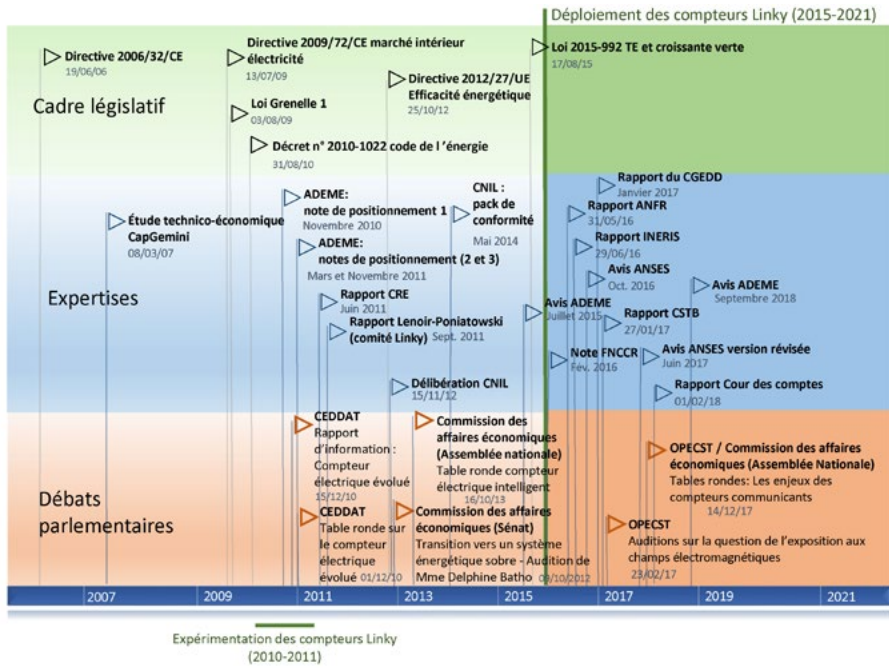 Déploiement des compteurs Linky (2015-2021)
Cadre législatif
Directive 2006/32/CE
19/06/06
Directive 2009/72/CE marché intérieur
électricité
13/07/09
Loi Grenelle 1
03/08/09
Décret n° 2010-1022 code de l 'énergie
31/08/10
Directive 2012/27/UE
Efficacité énergétique
25/10/12
Loi 2015-992 TE et croissante verte
17/08/15
Expertises
Étude technico-économique
CapGemini
08/03/07
ADEME:
note de positionnement 1
Novembre 2010
ADEME:
notes de positionnement (2 et 3)
Mars et Novembre 2011
Rapport CRE
Juin 2011
Rapport Lenoir-Poniatowski
(comité Linky) Sept. 2011
Délibération CNIL
15/11/12
CNIL :
pack de
conformité
Mai 2014
Avis ADEME
Juillet 2015
Rapport du CGEDD
Janvier 2017
Rapport ANFR
31/05/16
Rapport INERIS
29/06/16
Avis ANSES
Oct. 2016
Avis ADEME
Septembre 2018
Rapport CSTB
27/01/17
Note FNCCR
Fév. 2016
Avis ANSES version révisée
Juin 2017
Rapport Cour des comptes
01/02/18
Débats
parlementaires
CEDDAT
Rapport
d'information :
Compteur
électrique évolué
15/12/10
CEDDAT
Table ronde sur
le compteur
électrique
évolué 01/12/10
Commission des
affaires économiques
(Assemblée nationale)
Table ronde compteur
électrique intelligent
16/10/13
Commission des affaires
économiques (Sénat)
Transition vers un système
énergétique sobre - Audition de
Mme Delphine Batho /10/2012
OPECST / Commission des affaires
économiques (Assemblée Nationale)
Tables rondes: Les enjeux des
compteurs communicants
14/12/17
OPECST
Auditions sur la question de l'exposition aux
champs électromagnétiques
23/02/17
2007 2009 2011 2013 2015 2017 2019 2021
Expérimentation des compteurs Linky
(2010-2011)